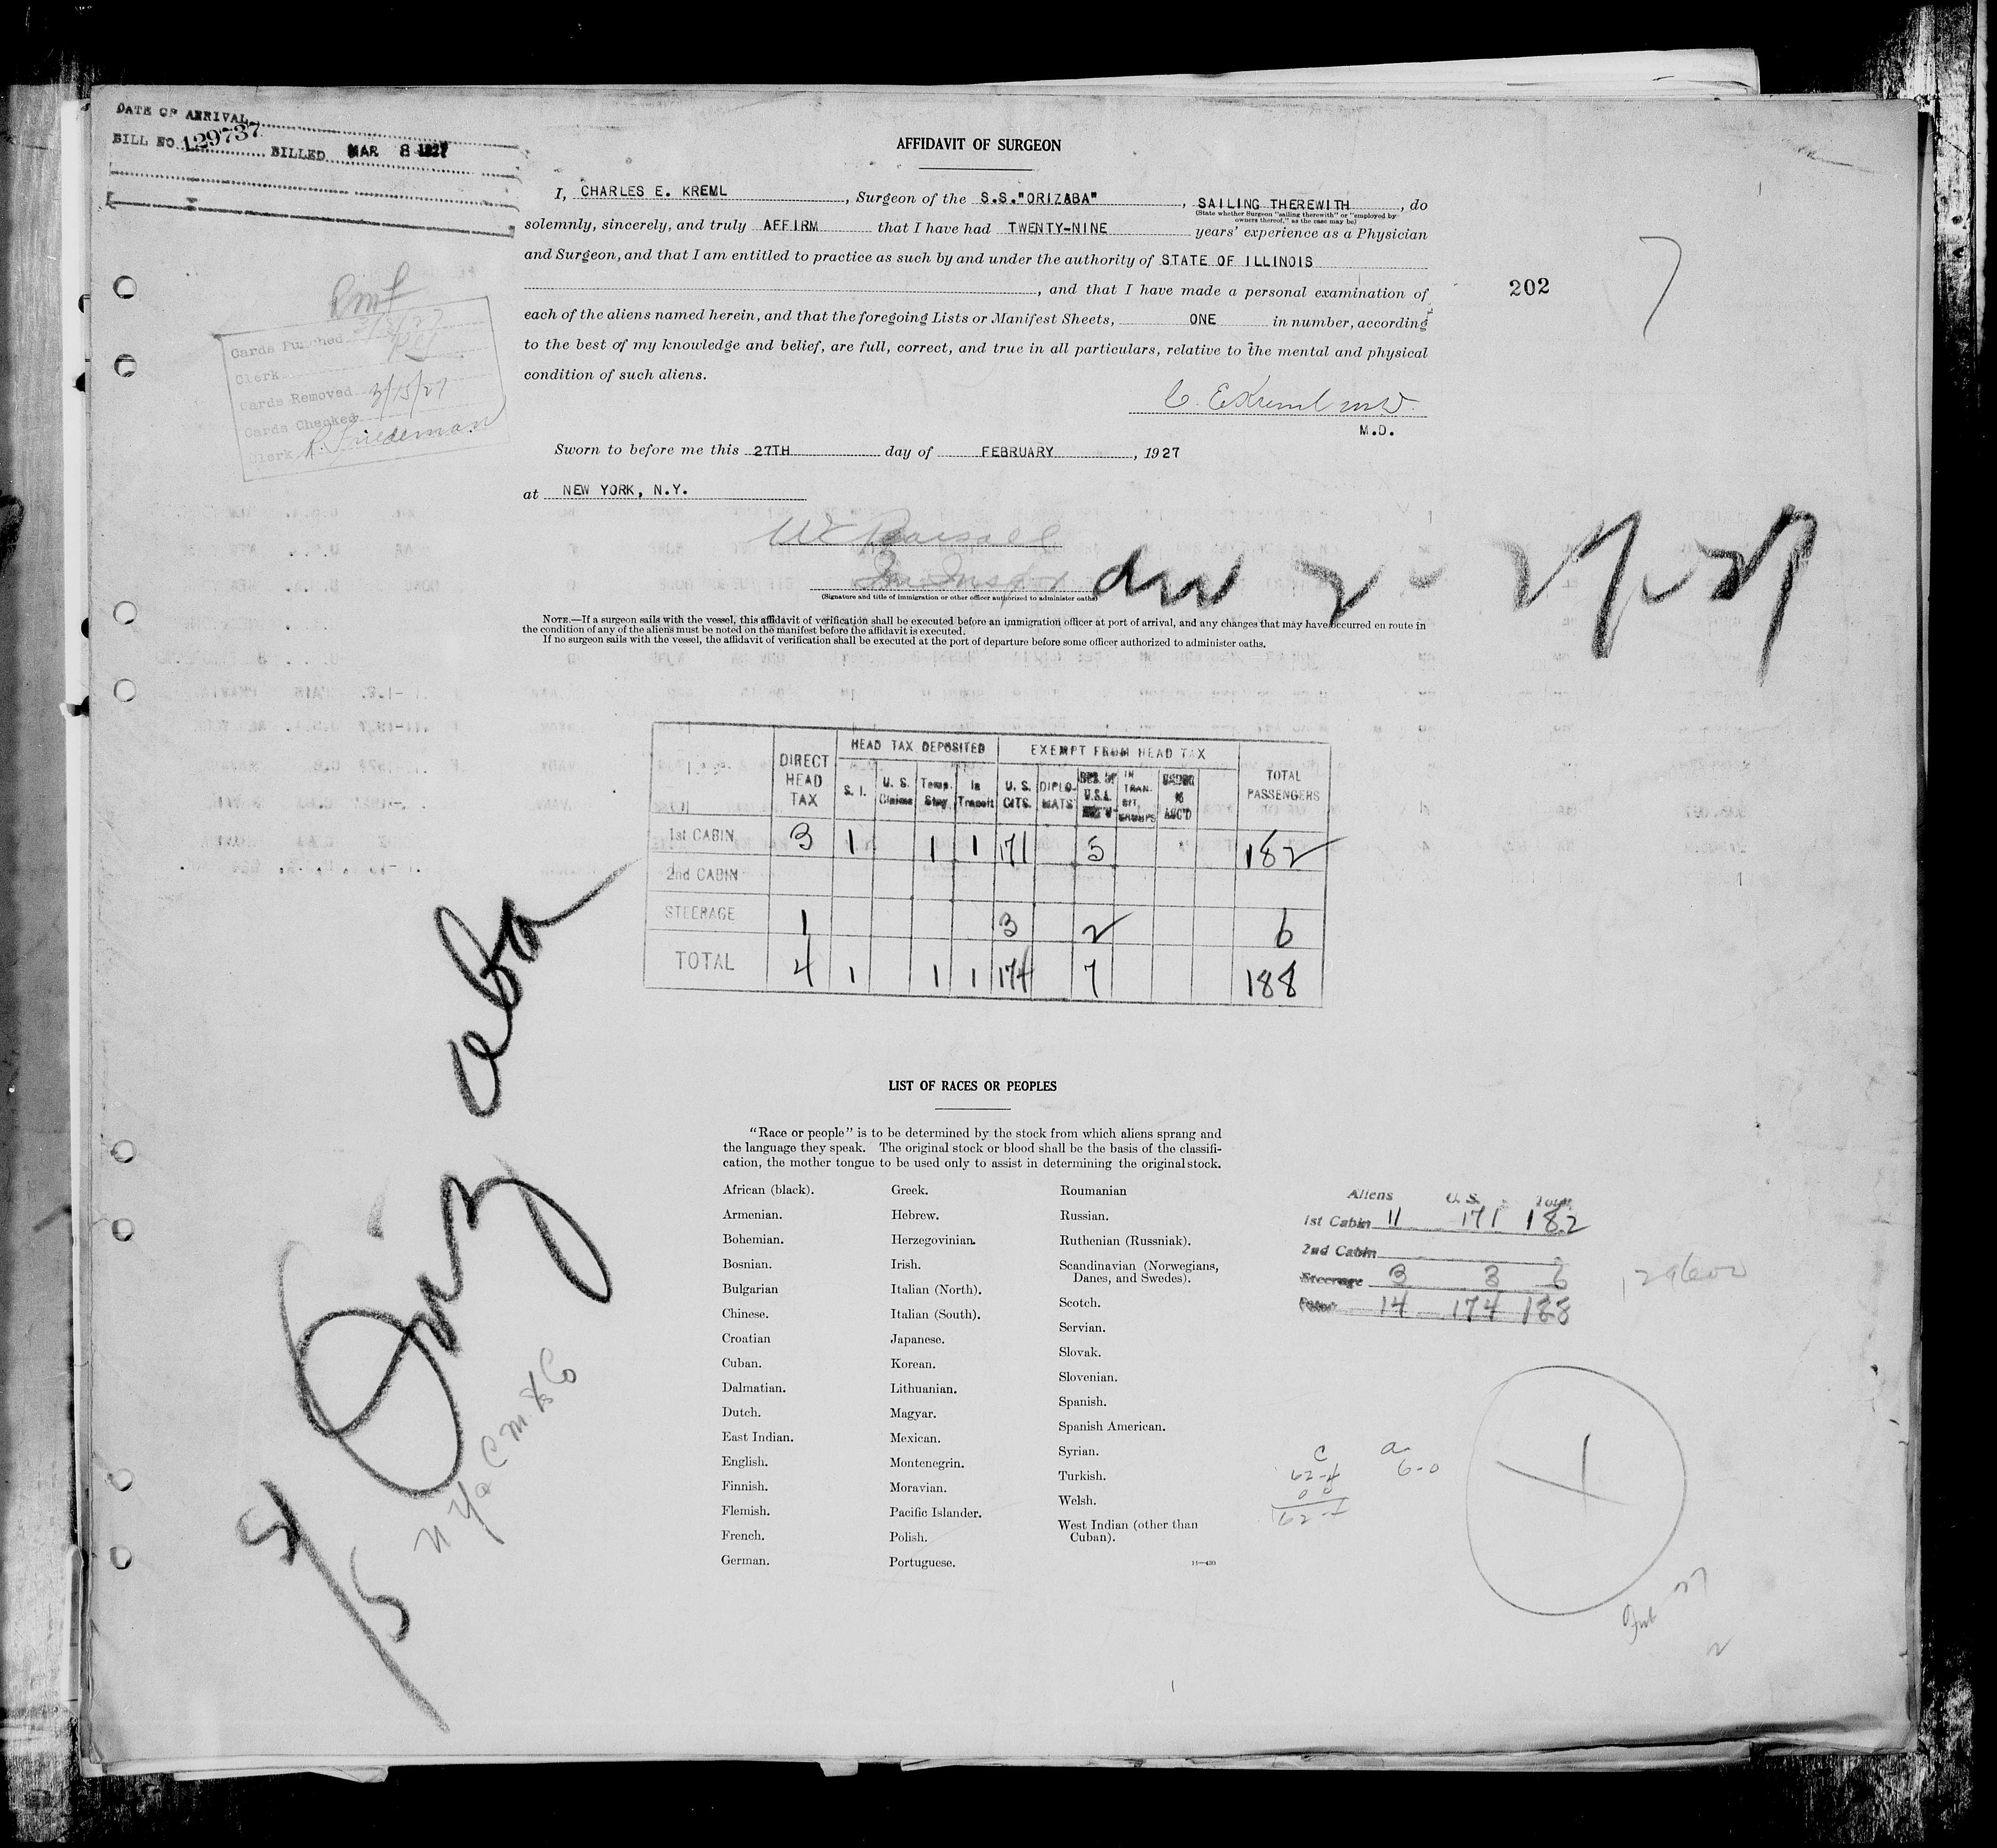 DATE OF ARRIVAL
BILL NO 129737 BILLED MAR 8 1927
AFFIDAVIT OF SURGEON
I, CHARLES E. KREML, Surgeon of the S.S."ORIZABA", SAILING THEREWITH, do
(State whether Surgeon "sailing therewith" or "employed by
owners thereof," as the case may be)
solemnly, sincerely, and truly AFFIRM that I have had TWENTY-NINE years' experience as a Physician
and Surgeon, and that I am entitled to practice as such by and under the authority of STATE OF ILLINOIS
, and that I have made a personal examination of
202
each of the aliens named herein, and that the foregoing Lists or Manifest Sheets, ONE in number, according
to the best of my knowledge and belief, are full, correct, and true in all particulars, relative to the mental and physical
condition of such aliens.
C. E Kreml M.D.
M.D.
Cards Punched
Clerk
Cards Removed 3/15/27
Cards Checked
Clerk R. Friedeman
Sworn to before me this 27TH day of FEBRUARY, 1927
at NEW YORK, N.Y.
(Signature and title of immigration or other officer authorized to administer oaths)
NOTE.—If a surgeon sails with the vessel, this affidavit of verification shall be executed before an immigration officer at port of arrival, and any changes that may have occurred en route in
the condition of any of the aliens must be noted on the manifest before the affidavit is executed.
If no surgeon sails with the vessel, the affidavit of verification shall be executed at the port of departure before some officer authorized to administer oaths.
DIRECT HEAD TAX HEAD TAX DEPOSITED EXEMPT FROM HEAD TAX TOTAL PASSENGERS
S. I. U. S. Claims Temp. Stay In Transit U. S. CITS. DIPLO-MATS RES. OF U.S.A. IN TRAN-SIT GROUPS UNDER 16 ACC'D
1st CABIN 3 1 1 1 171 5 182
2nd CABIN
STEERAGE 1 3 2 6
TOTAL 4 1 1 1 174 7 188
Orizaba
LIST OF RACES OR PEOPLES
"Race or people" is to be determined by the stock from which aliens sprang and
the language they speak. The original stock or blood shall be the basis of the classifi-
cation, the mother tongue to be used only to assist in determining the original stock.
African (black).
Armenian.
Bohemian.
Bosnian.
Bulgarian
Chinese.
Croatian
Cuban.
Dalmatian.
Dutch.
East Indian.
English.
Finnish.
Flemish.
French.
German.
Greek.
Hebrew.
Herzegovinian.
Irish.
Italian (North).
Italian (South).
Japanese.
Korean.
Lithuanian.
Magyar.
Mexican.
Montenegrin.
Moravian.
Pacific Islander.
Polish.
Portuguese.
Roumanian
Russian.
Ruthenian (Russniak).
Scandinavian (Norwegians,
Danes, and Swedes).
Scotch.
Servian.
Slovak.
Slovenian.
Spanish.
Spanish American.
Syrian.
Turkish.
Welsh.
West Indian (other than
Cuban).
11—430
Aliens U. S. Total
1st Cabin 11 171 182
2nd Cabin
Steerage 3 3 6
Total 14 174 188